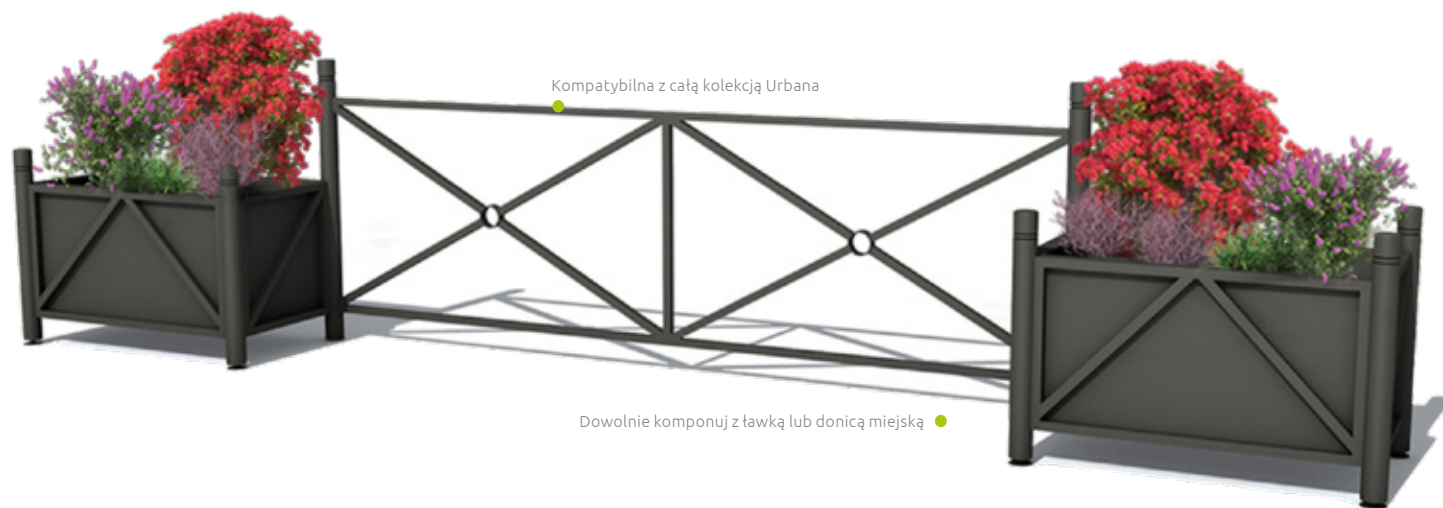 Kompatybilna z całą kolekcją Urbana
Dowolnie komponuj z ławką lub donicą miejską